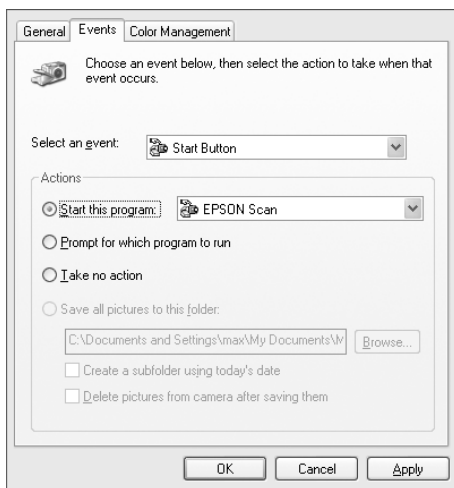 General Events Color Management
Choose an event below, then select the action to take when that
event occurs.
Select an event: Start Button
Actions
Start this program: EPSON Scan
Prompt for which program to run
Take no action
Save all pictures to this folder:
C:\Documents and Settings\max\My Documents\M Browse...
Create a subfolder using today's date
Delete pictures from camera after saving them
OK Cancel Apply